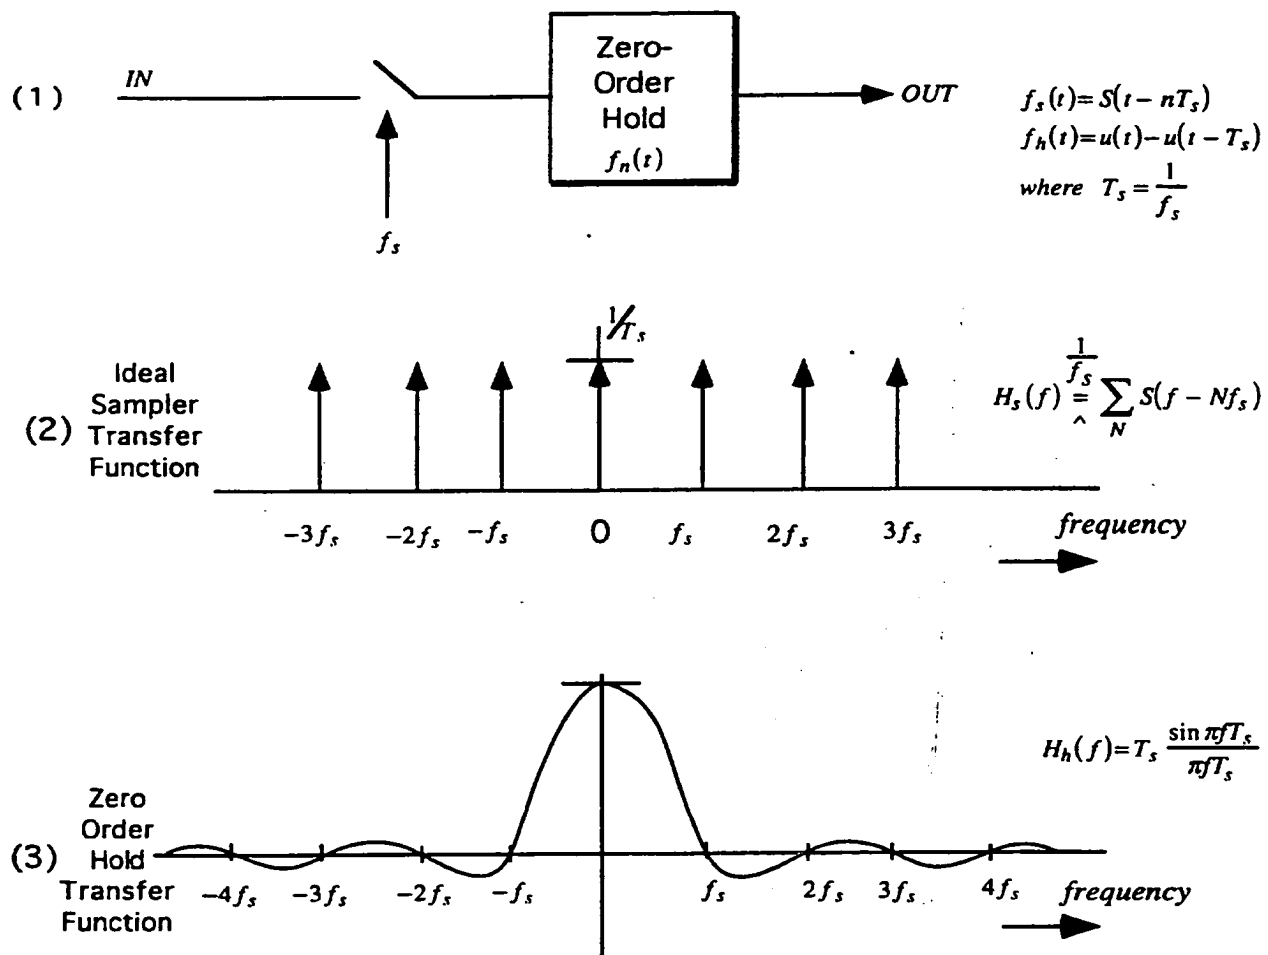 (1)
IN
Zero-
Order
Hold
f_n(t)
OUT
f_s
f_s(t)=S(t-nT_s)
f_h(t)=u(t)-u(t-T_s)
where T_s=1/f_s
(2)
Ideal
Sampler
Transfer
Function
1/T_s
-3f_s -2f_s -f_s 0 f_s 2f_s 3f_s
frequency
H_s(f) 1/f_s = ^ ∑_N S(f-Nf_s)
(3)
Zero
Order
Hold
Transfer
Function
-4f_s -3f_s -2f_s -f_s f_s 2f_s 3f_s 4f_s
frequency
H_h(f)=T_s sin πfT_s/πfT_s